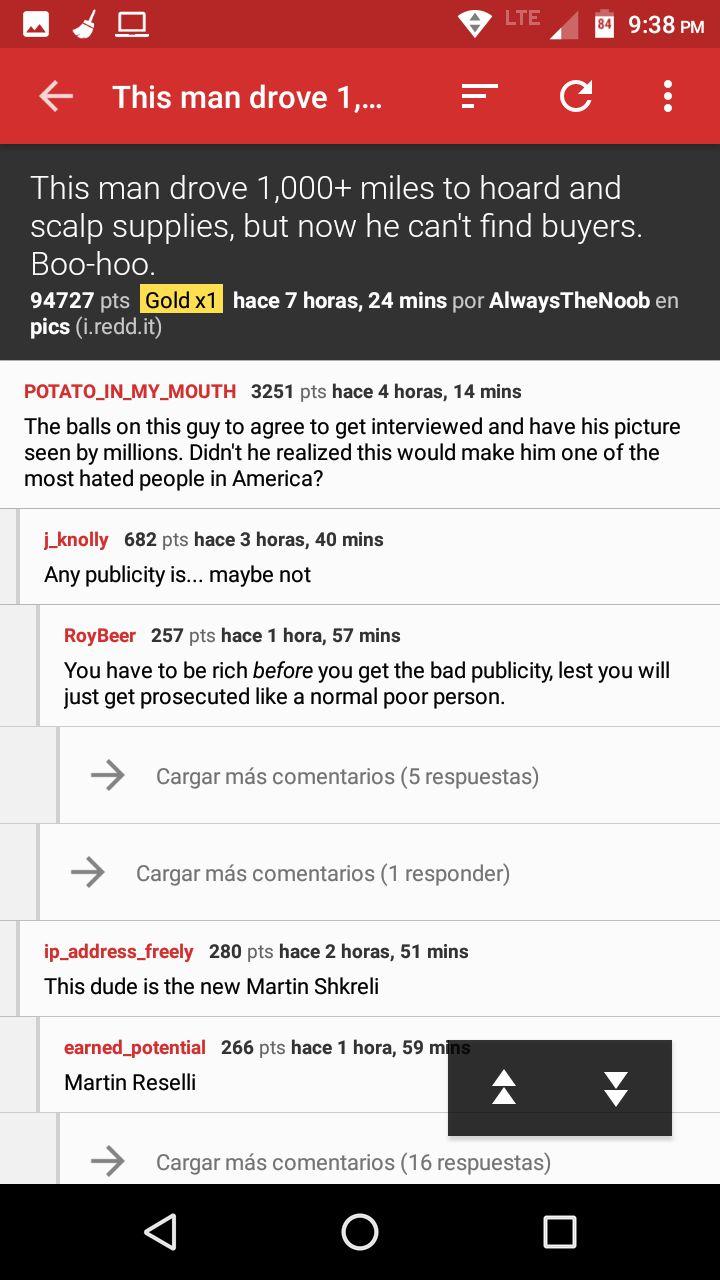 LTE 84 9:38 PM
This man drove 1,...
This man drove 1,000+ miles to hoard and
scalp supplies, but now he can't find buyers.
Boo-hoo.
94727 pts Gold x1 hace 7 horas, 24 mins por AlwaysTheNoob en
pics (i.redd.it)
POTATO_IN_MY_MOUTH 3251 pts hace 4 horas, 14 mins
The balls on this guy to agree to get interviewed and have his picture
seen by millions. Didn't he realized this would make him one of the
most hated people in America?
j_knolly 682 pts hace 3 horas, 40 mins
Any publicity is... maybe not
RoyBeer 257 pts hace 1 hora, 57 mins
You have to be rich before you get the bad publicity, lest you will
just get prosecuted like a normal poor person.
Cargar más comentarios (5 respuestas)
Cargar más comentarios (1 responder)
ip_address_freely 280 pts hace 2 horas, 51 mins
This dude is the new Martin Shkreli
earned_potential 266 pts hace 1 hora, 59 mins
Martin Reselli
Cargar más comentarios (16 respuestas)